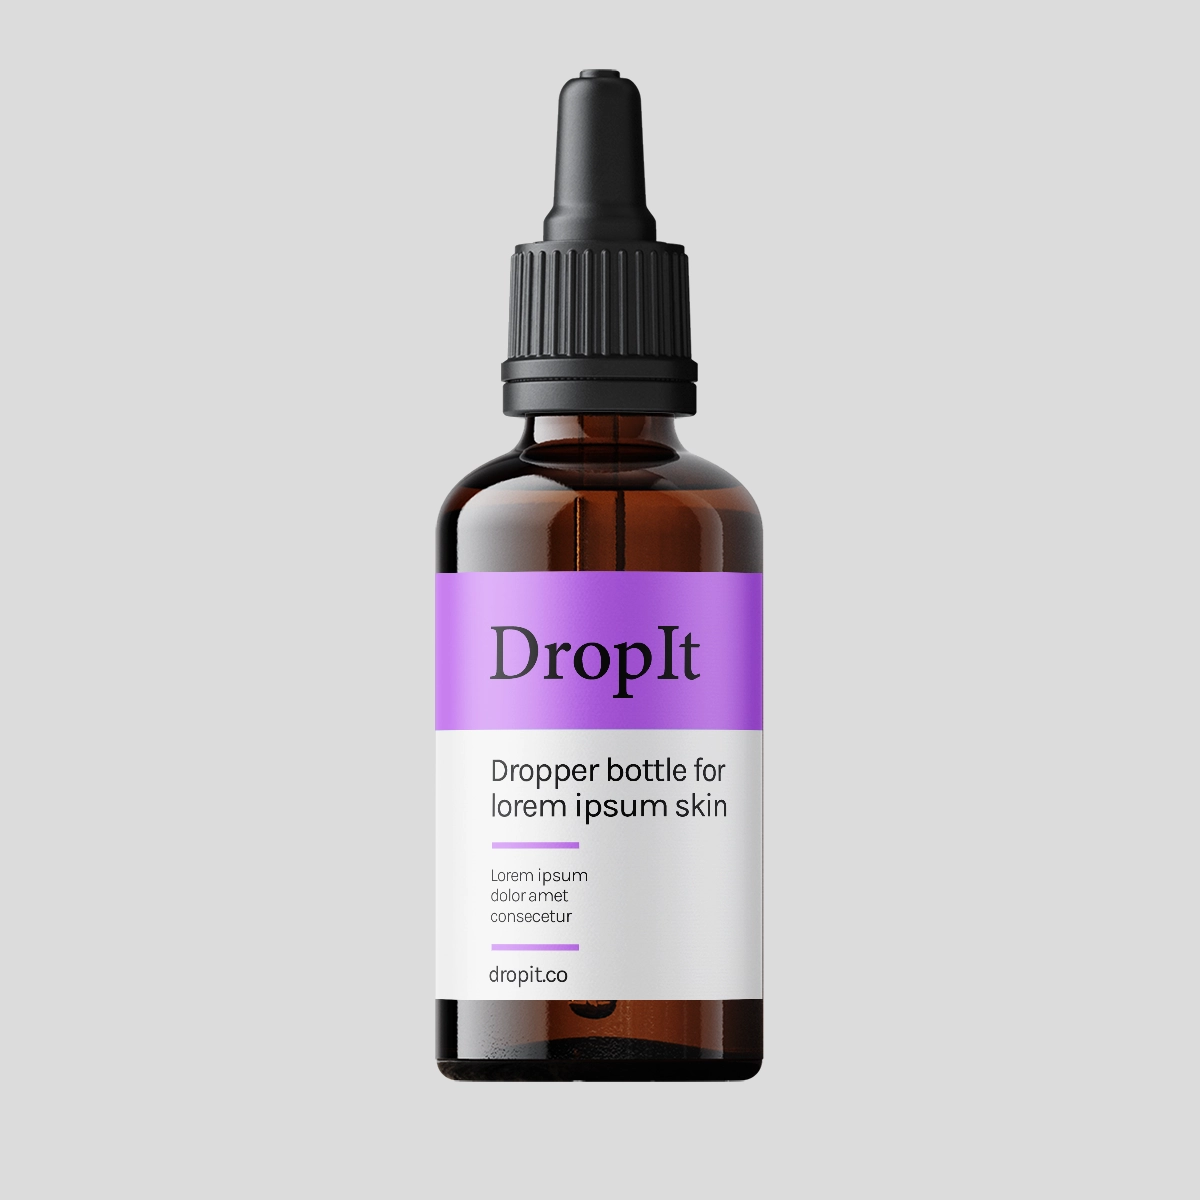 DropIt
Dropper bottle for
lorem ipsum skin
Lorem ipsum
dolor amet
consecetur
dropit.co